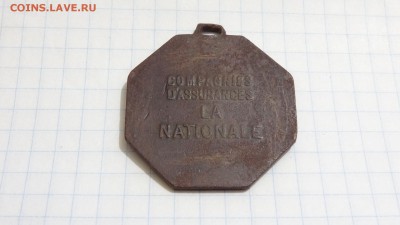 COINS.LAVE.RU
COMPAGNIES
D'ASSURANCES
LA
NATIONALE